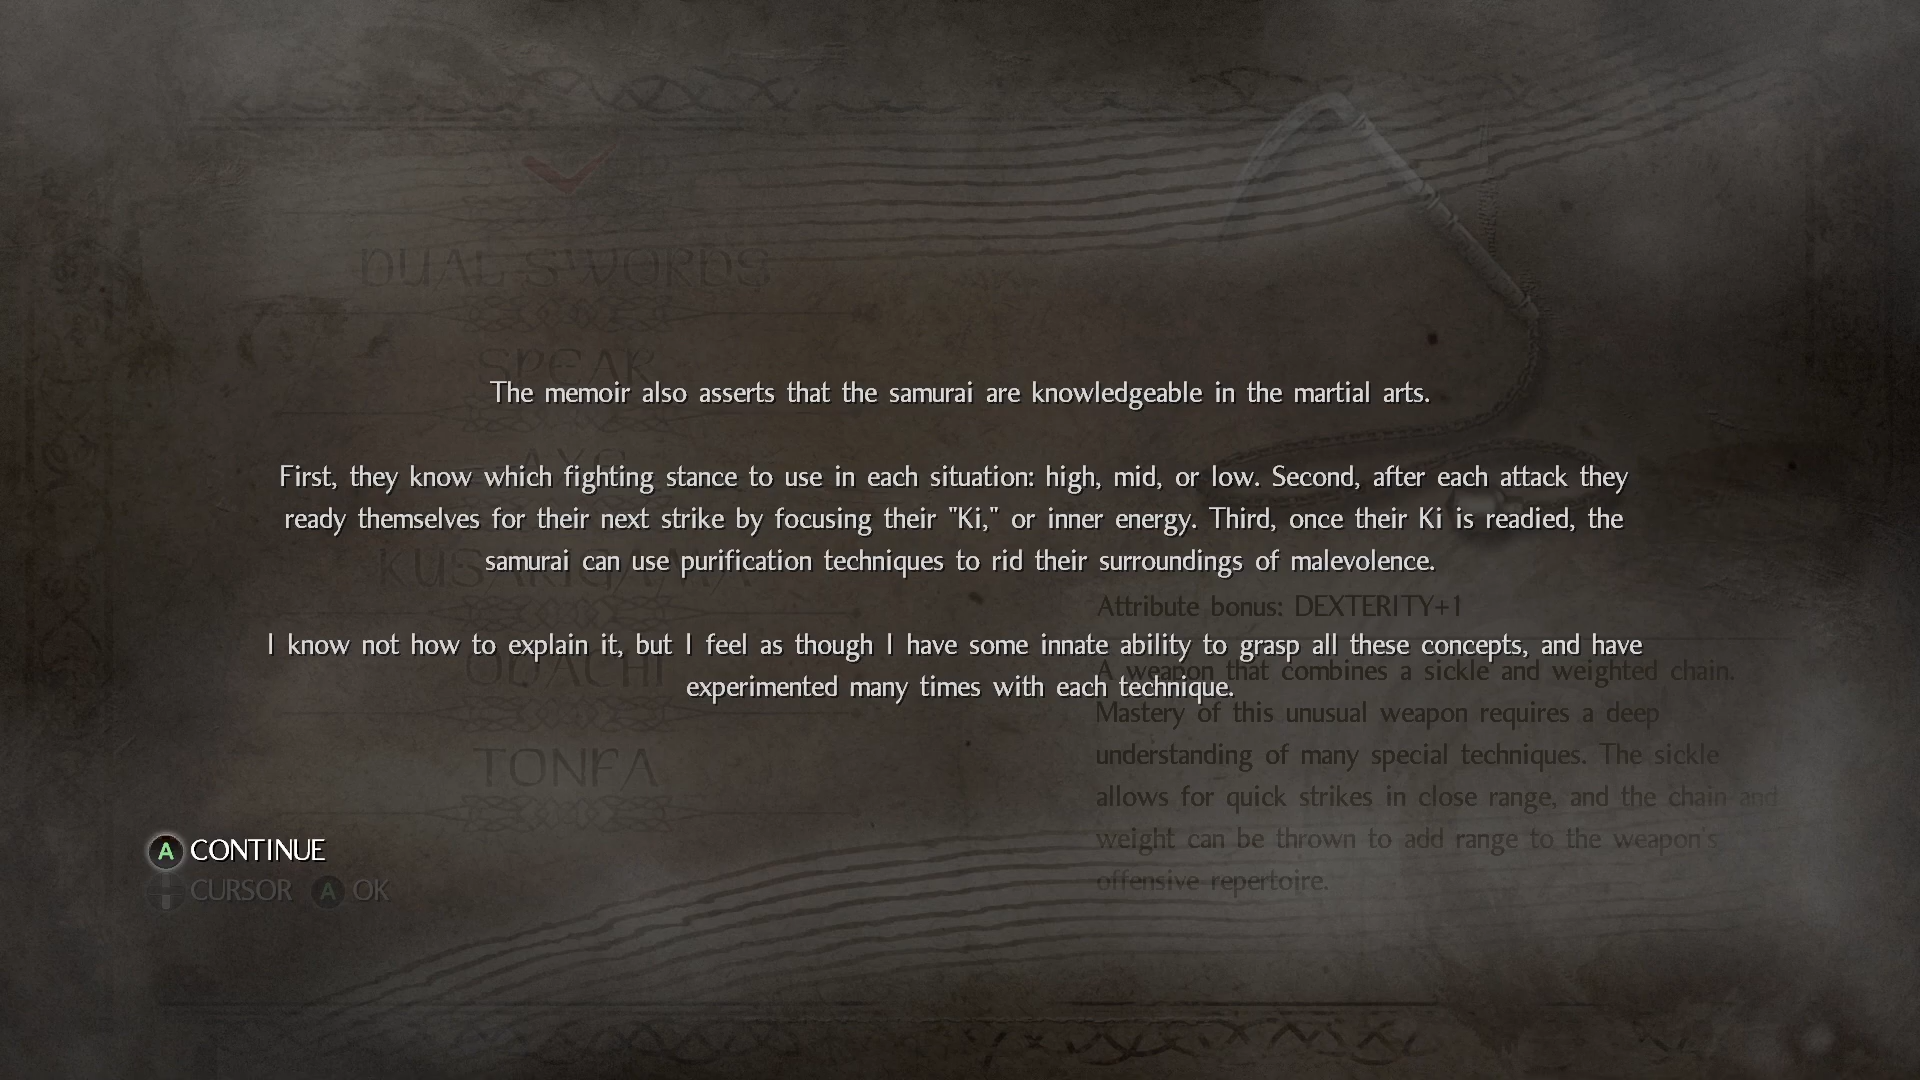 DUAL SWORDS
SPEAR
The memoir also asserts that the samurai are knowledgeable in the martial arts.
AXE
First, they know which fighting stance to use in each situation: high, mid, or low. Second, after each attack they
ready themselves for their next strike by focusing their "Ki," or inner energy. Third, once their Ki is readied, the
samurai can use purification techniques to rid their surroundings of malevolence.
KUSARIGAMA
Attribute bonus: DEXTERITY+1
I know not how to explain it, but I feel as though I have some innate ability to grasp all these concepts, and have
experimented many times with each technique.
ODACHI
A weapon that combines a sickle and weighted chain.
Mastery of this unusual weapon requires a deep
understanding of many special techniques. The sickle
allows for quick strikes in close range, and the chain and
weight can be thrown to add range to the weapon's
offensive repertoire.
TONFA
A CONTINUE
CURSOR A OK